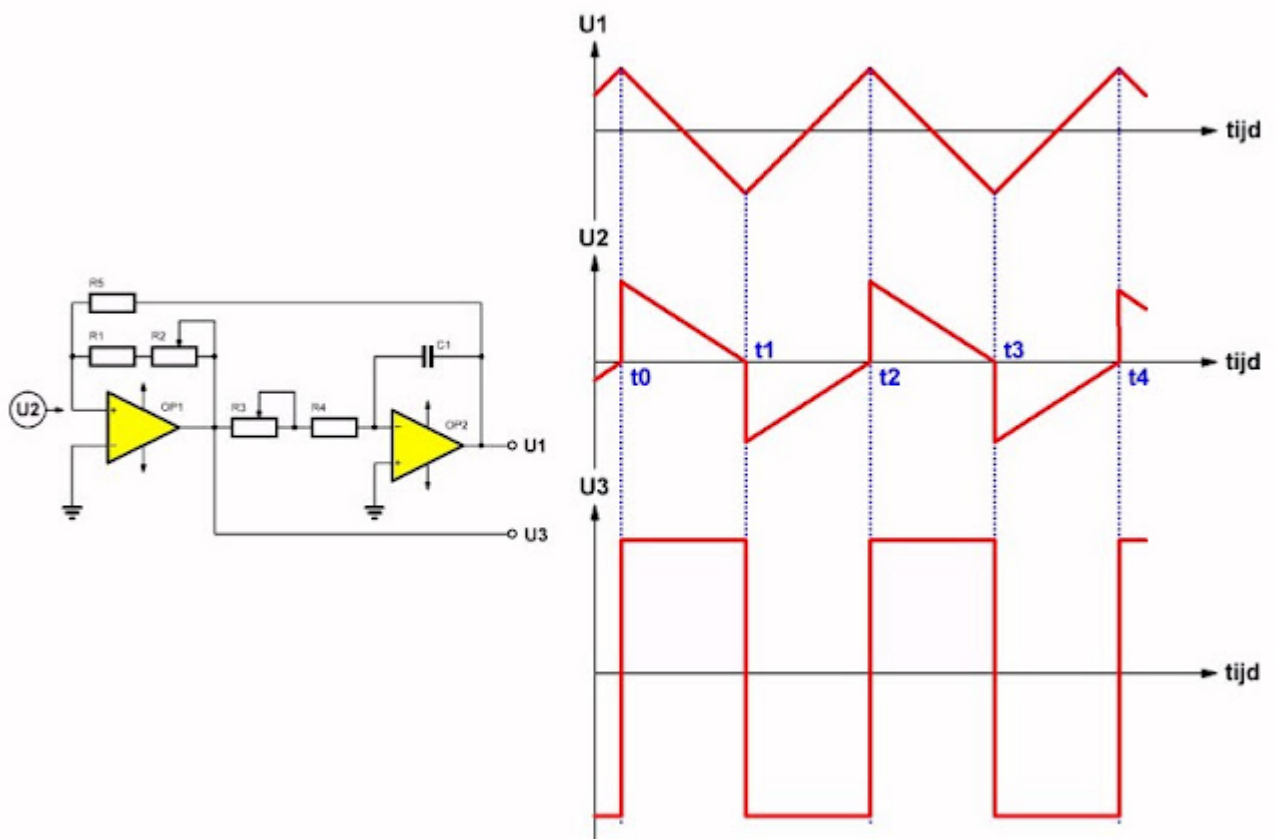 R5
R1 R2
C1
U2
+
−
OP1
R3 R4
−
+
OP2
U1
U3
U1
tijd
U2
t0 t1 t2 t3 t4
tijd
U3
tijd